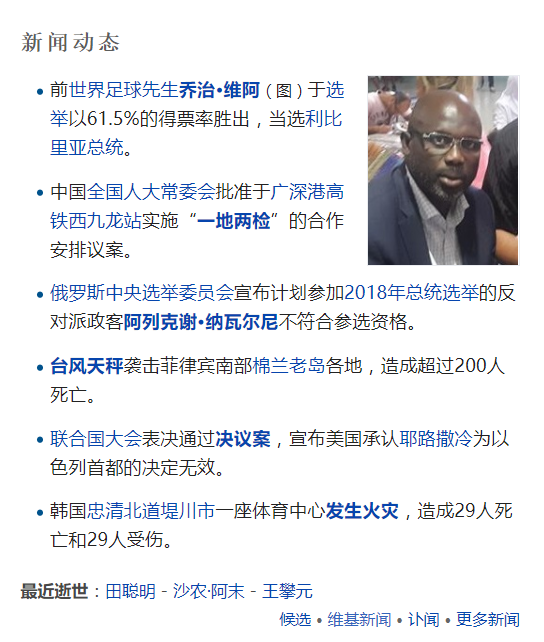 新闻动态
前世界足球先生乔治·维阿（图）于选
举以61.5%的得票率胜出，当选利比
里亚总统。
中国全国人大常委会批准于广深港高
铁西九龙站实施“一地两检”的合作
安排议案。
俄罗斯中央选举委员会宣布计划参加2018年总统选举的反
对派政客阿列克谢·纳瓦尔尼不符合参选资格。
台风天秤袭击菲律宾南部棉兰老岛各地，造成超过200人
死亡。
联合国大会表决通过决议案，宣布美国承认耶路撒冷为以
色列首都的决定无效。
韩国忠清北道堤川市一座体育中心发生火灾，造成29人死
亡和29人受伤。
最近逝世：田聪明 - 沙农·阿末 - 王攀元
候选 • 维基新闻 • 讣闻 • 更多新闻